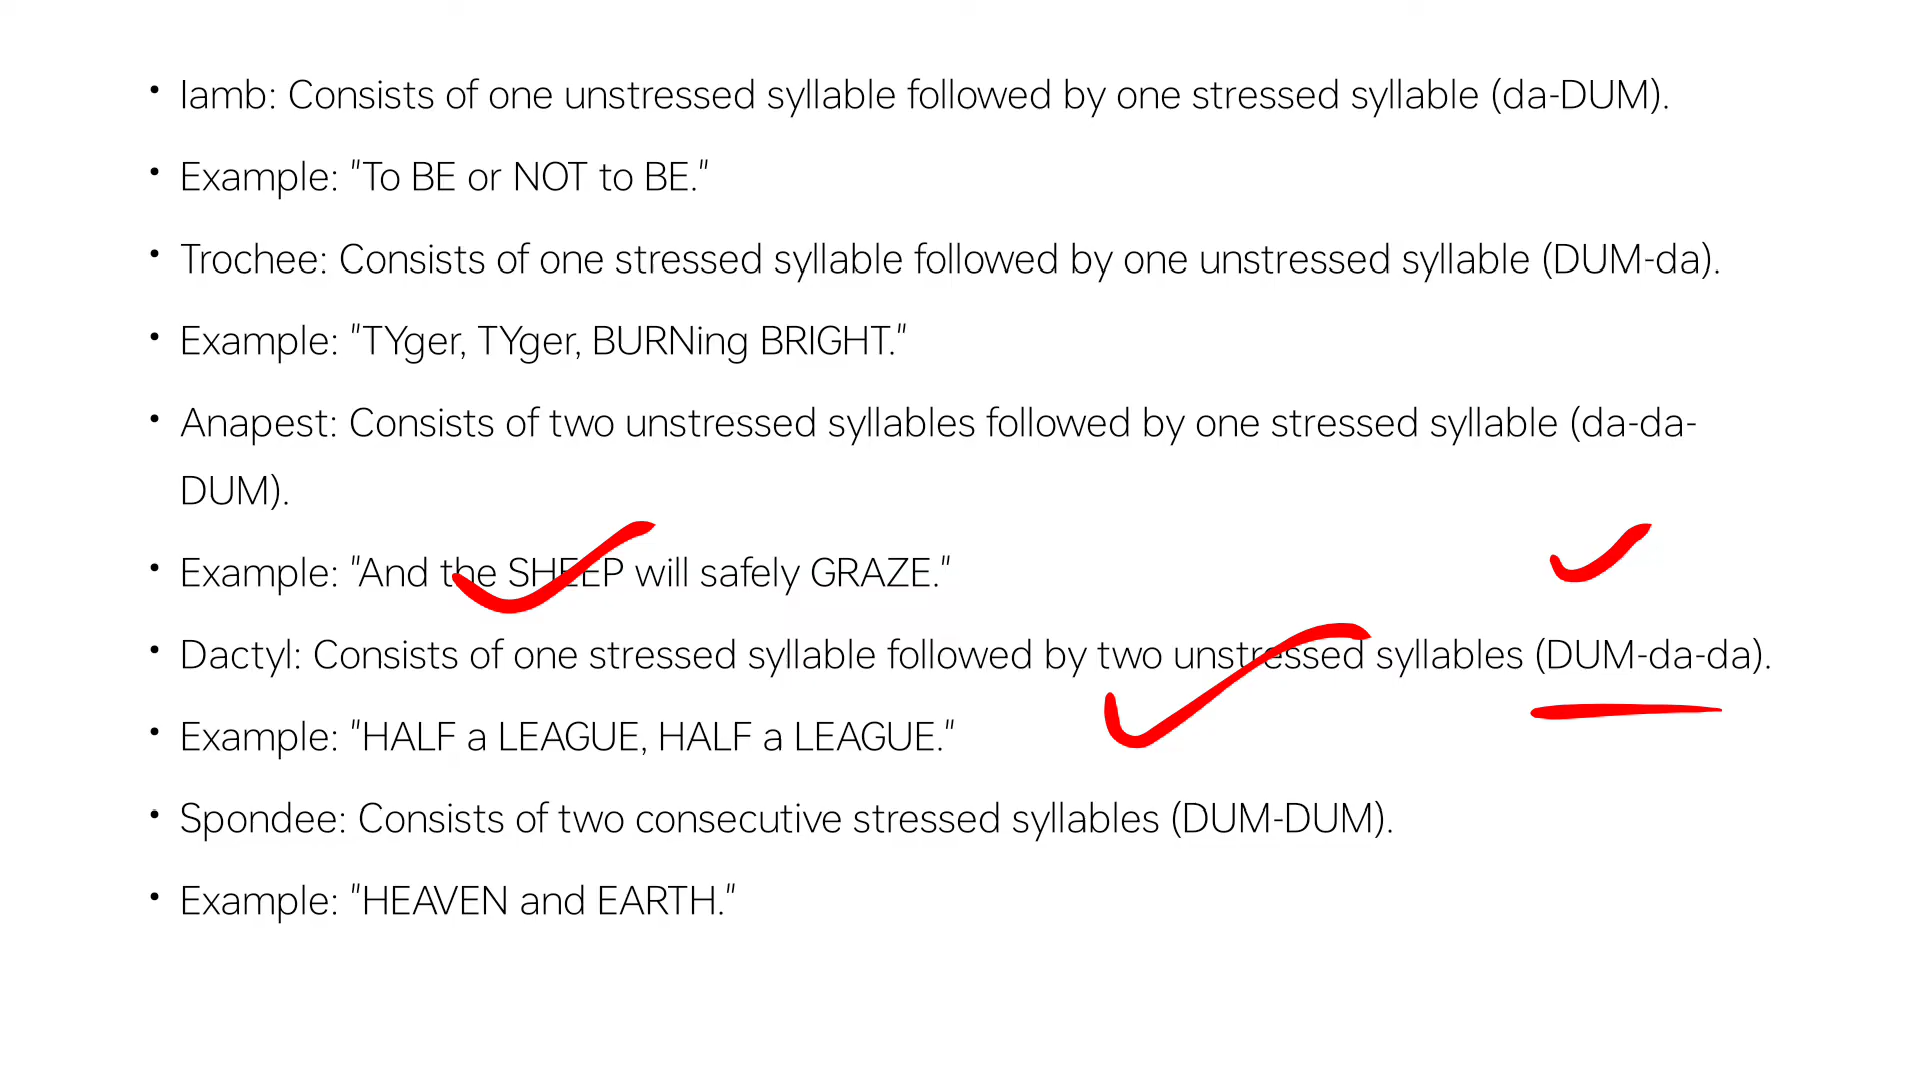 • Iamb: Consists of one unstressed syllable followed by one stressed syllable (da-DUM).
• Example: "To BE or NOT to BE."
• Trochee: Consists of one stressed syllable followed by one unstressed syllable (DUM-da).
• Example: "TYger, TYger, BURNing BRIGHT."
• Anapest: Consists of two unstressed syllables followed by one stressed syllable (da-da-
DUM).
• Example: "And the SHEEP will safely GRAZE."
• Dactyl: Consists of one stressed syllable followed by two unstressed syllables (DUM-da-da).
• Example: "HALF a LEAGUE, HALF a LEAGUE."
• Spondee: Consists of two consecutive stressed syllables (DUM-DUM).
• Example: "HEAVEN and EARTH."